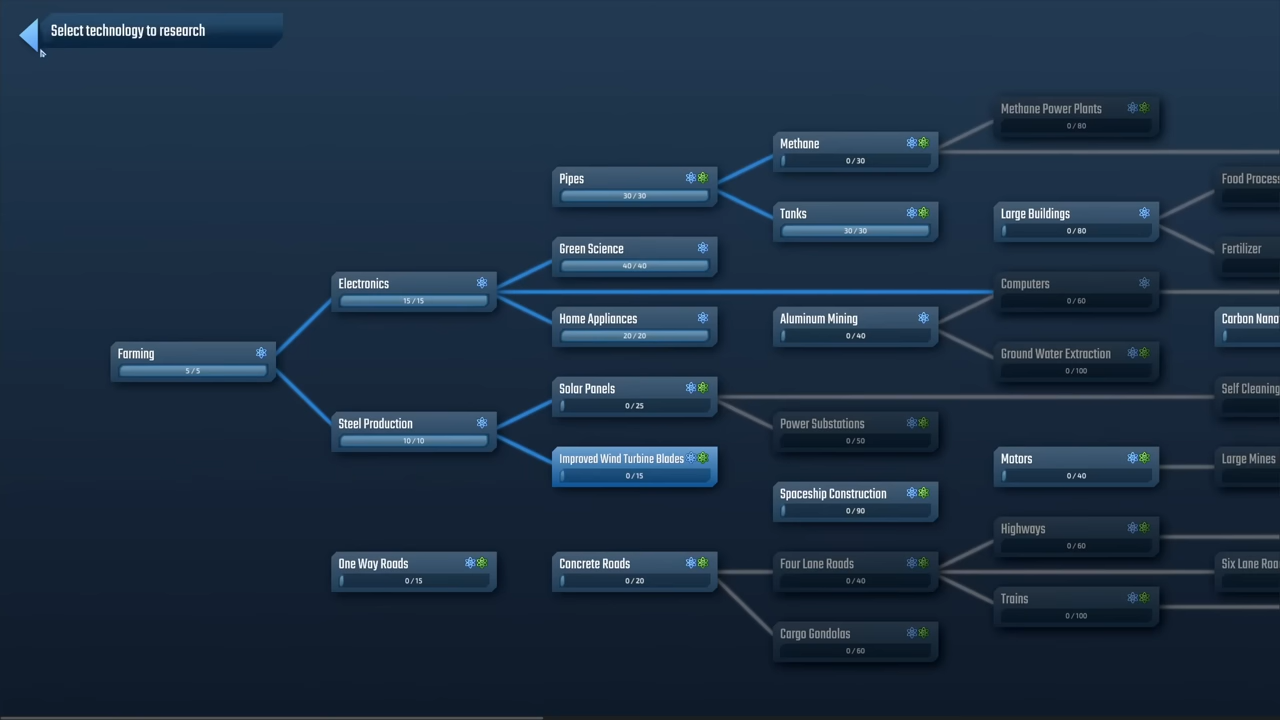 Select technology to research
Methane Power Plants
0 / 80
Methane
0 / 30
Pipes
30 / 30
Food Process
Tanks
30 / 30
Large Buildings
0 / 80
Green Science
40 / 40
Fertilizer
Electronics
15 / 15
Computers
0 / 60
Home Appliances
20 / 20
Aluminum Mining
0 / 40
Carbon Nano
Farming
5 / 5
Ground Water Extraction
0 / 100
Solar Panels
0 / 25
Self Cleaning
Steel Production
10 / 10
Power Substations
0 / 50
Improved Wind Turbine Blades
0 / 15
Motors
0 / 40
Large Mines
Spaceship Construction
0 / 90
Highways
0 / 60
One Way Roads
0 / 15
Concrete Roads
0 / 20
Four Lane Roads
0 / 40
Six Lane Roa
Trains
0 / 100
Cargo Gondolas
0 / 60